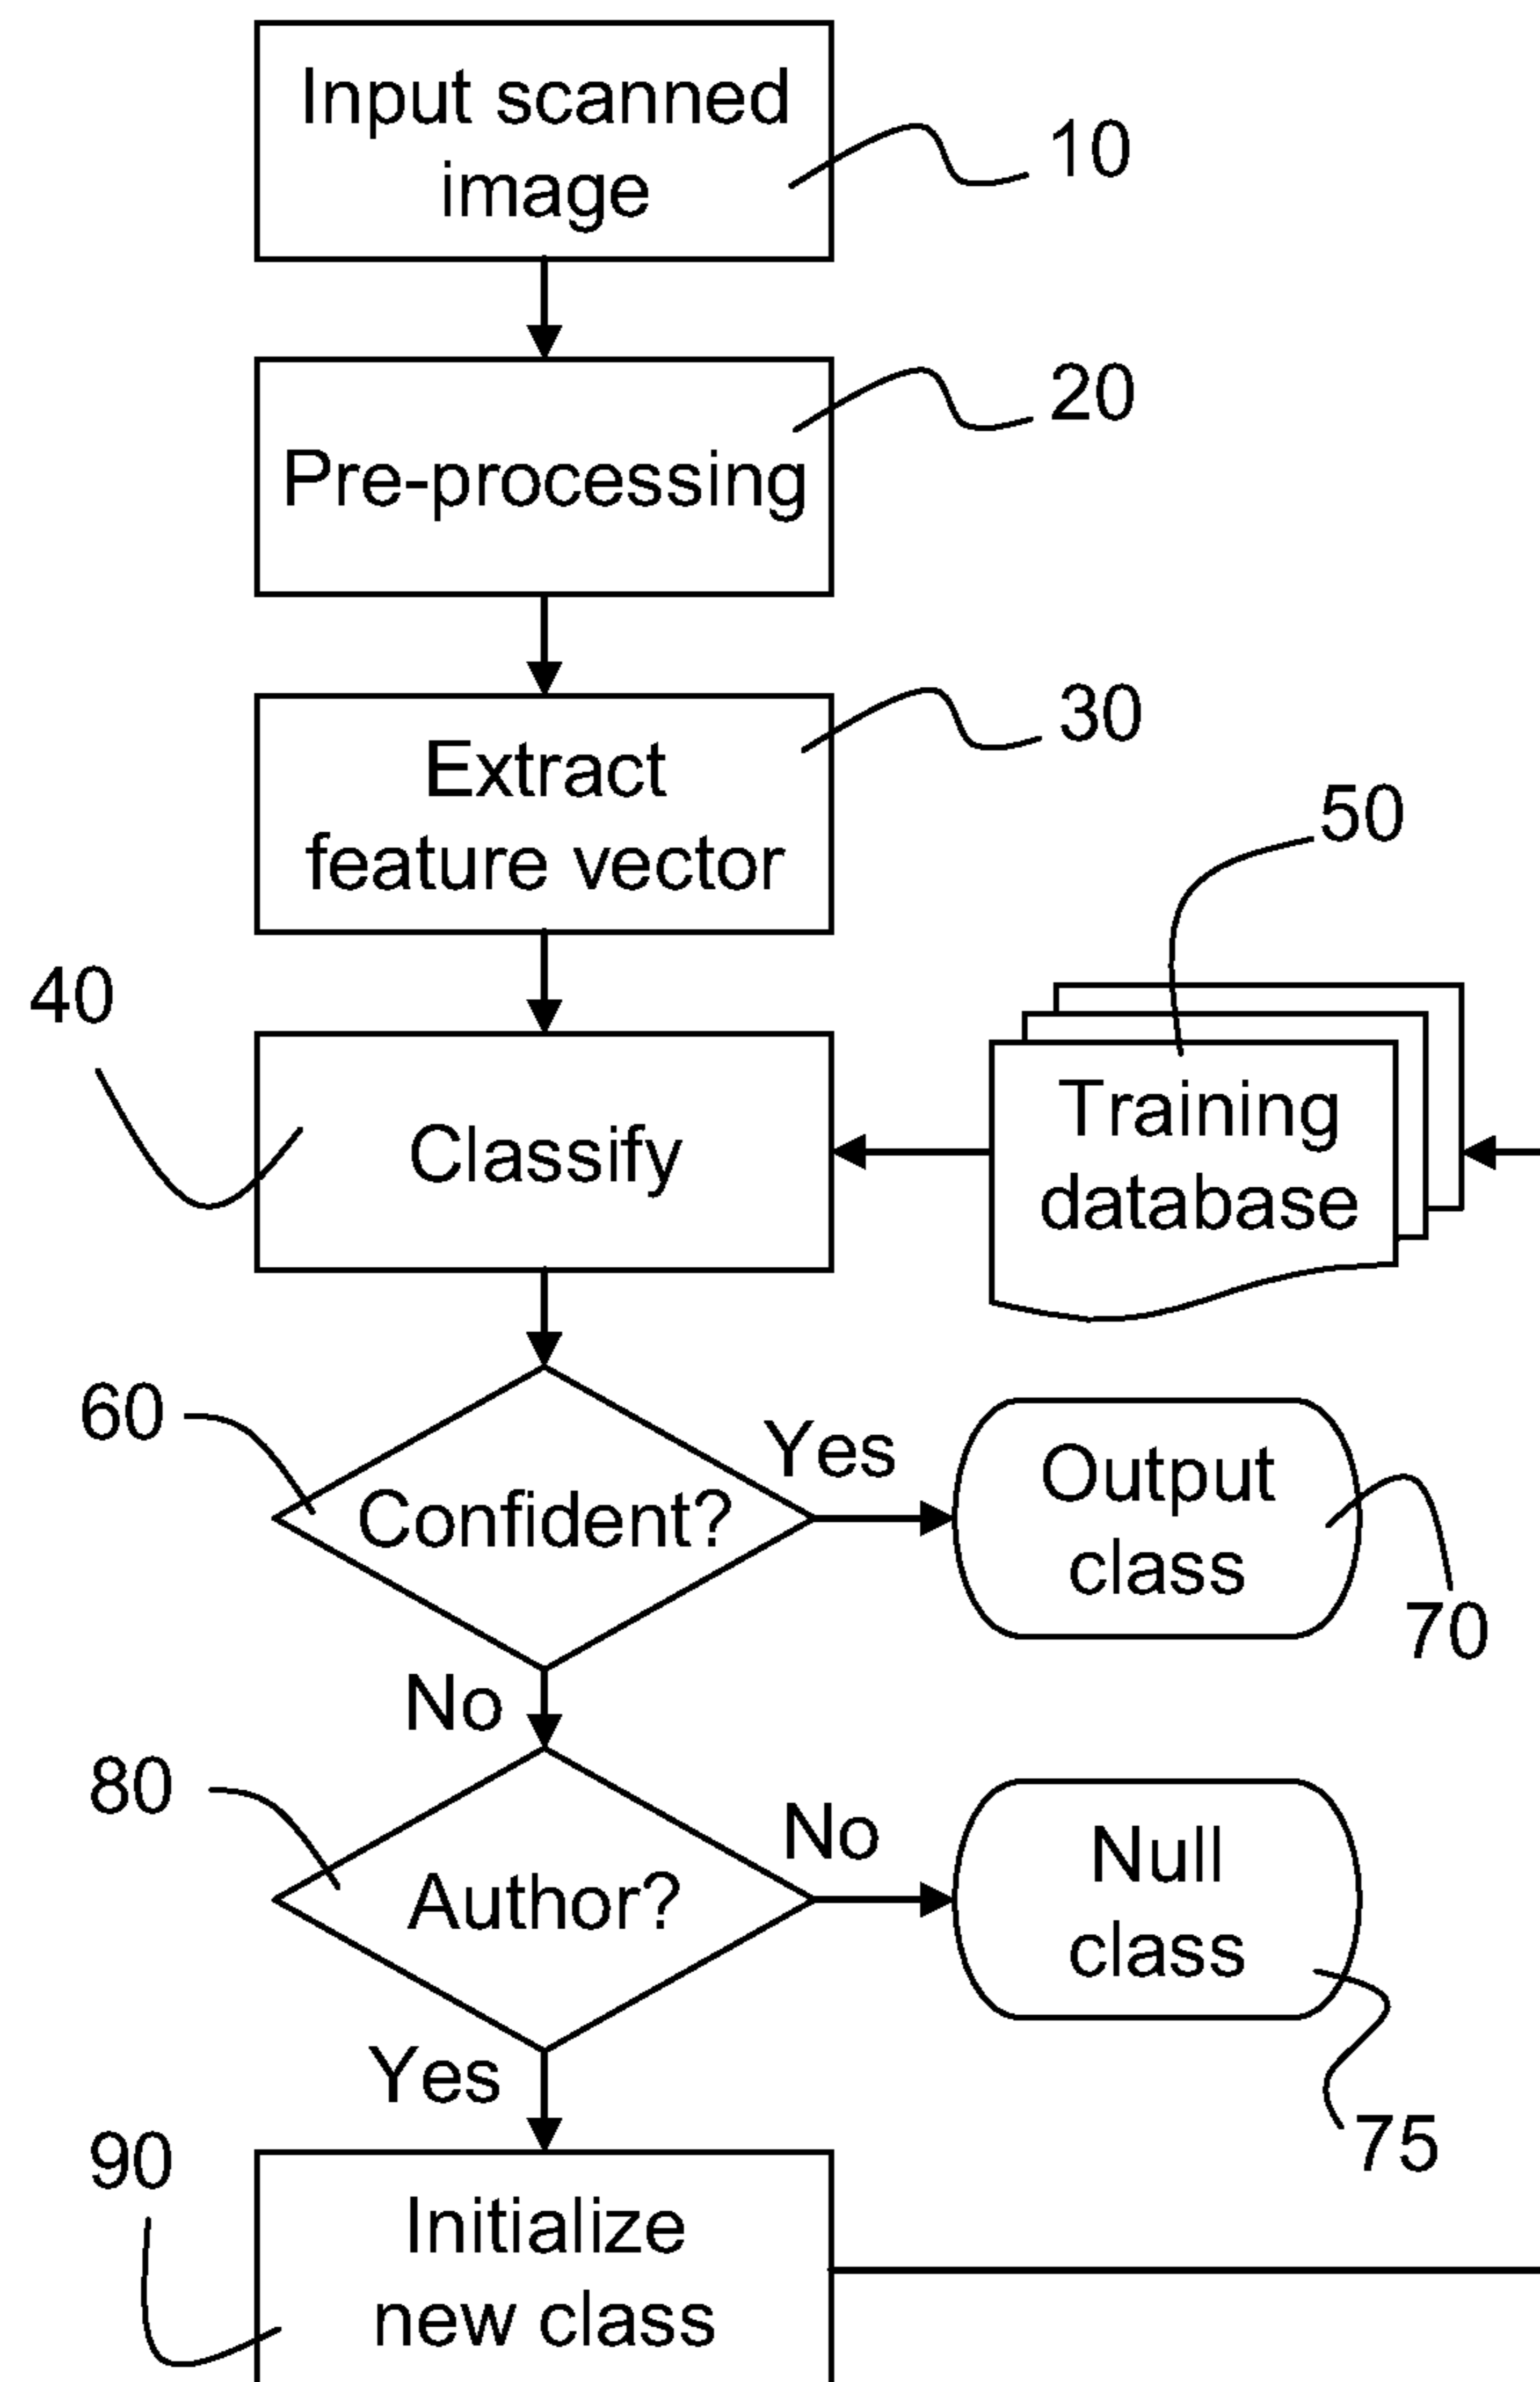 Input scanned
image
10
Pre-processing
20
Extract
feature vector
30
40
Classify
50
Training
database
60
Confident?
Yes
Output
class
70
No
80
Author?
No
Null
class
75
Yes
90
Initialize
new class